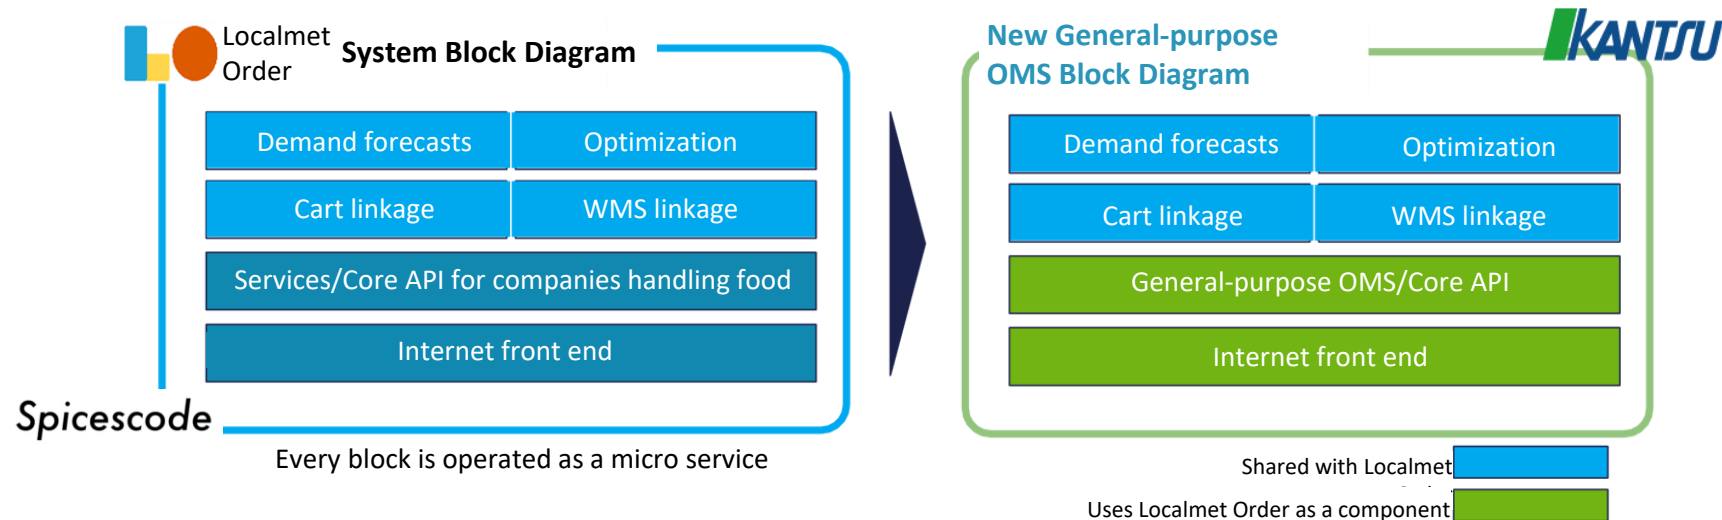 Localmet
Order
System Block Diagram
Demand forecasts
Optimization
Cart linkage
WMS linkage
Services/Core API for companies handling food
Internet front end
Spicescode
Every block is operated as a micro service
New General-purpose
OMS Block Diagram
KANTSU
Demand forecasts
Optimization
Cart linkage
WMS linkage
General-purpose OMS/Core API
Internet front end
Shared with Localmet
Uses Localmet Order as a component